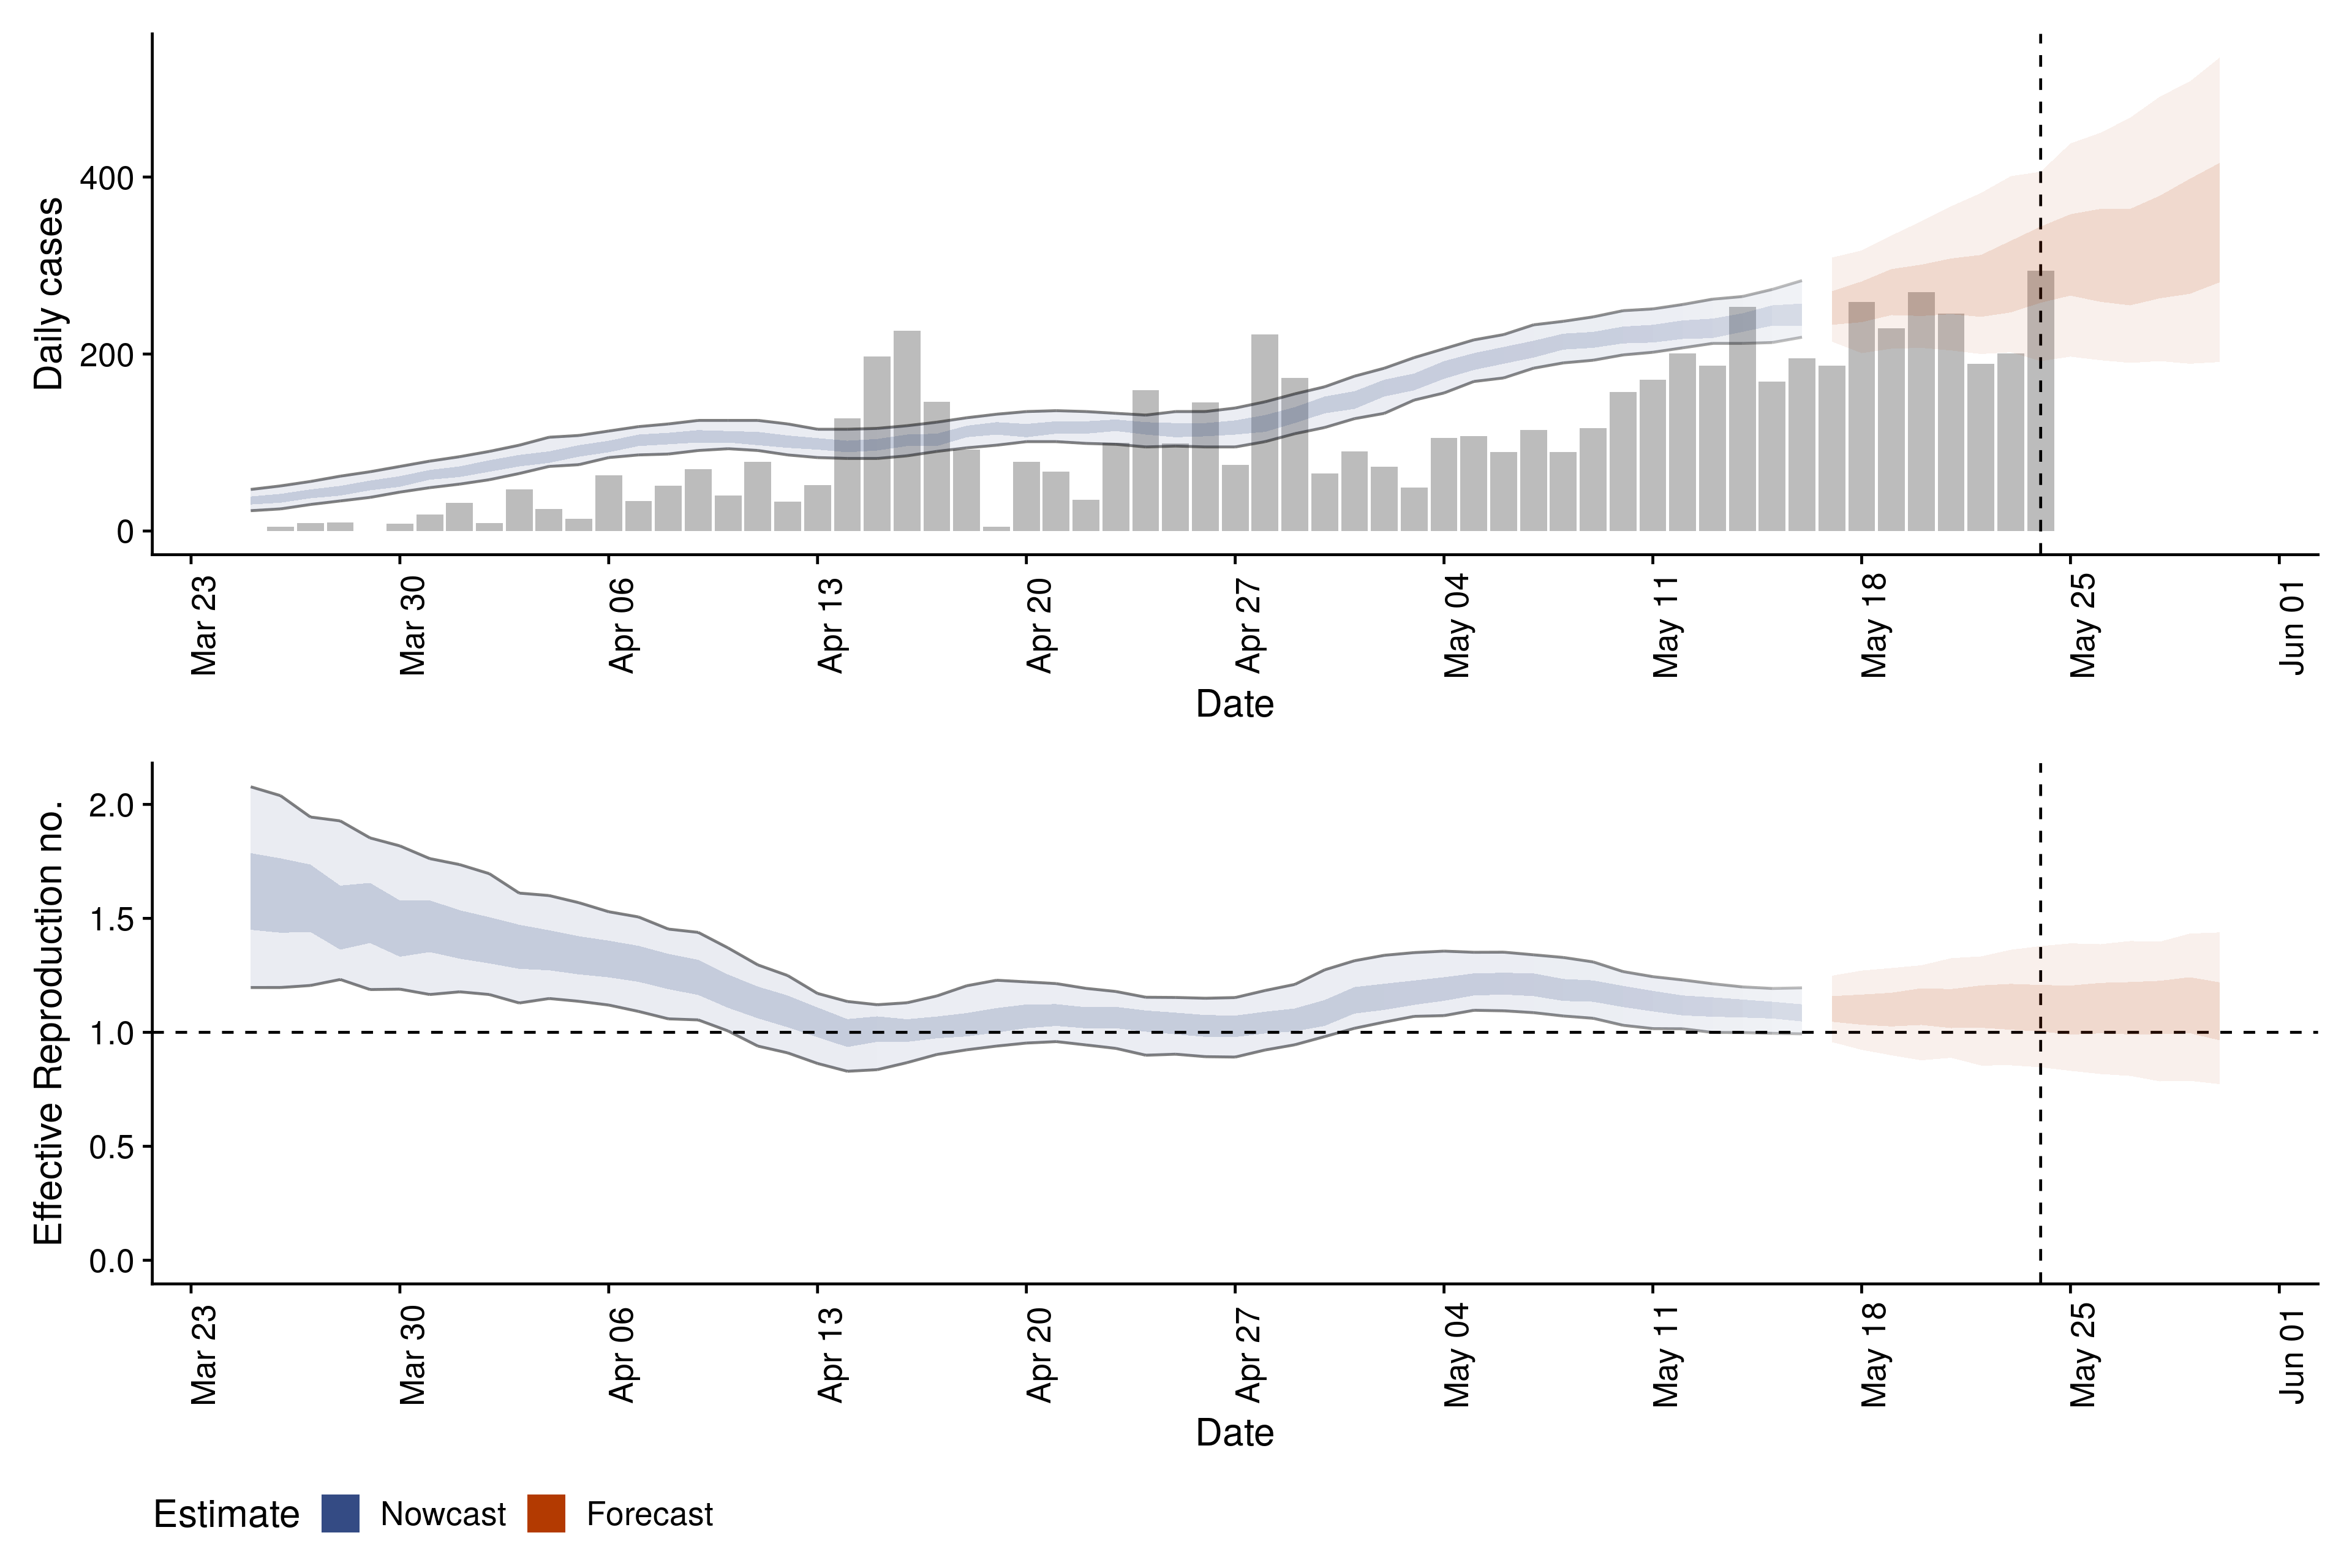 Daily cases
400
200
0
Mar 23
Mar 30
Apr 06
Apr 13
Apr 20
Apr 27
May 04
May 11
May 18
May 25
Jun 01
Date
Effective Reproduction no.
2.0
1.5
1.0
0.5
0.0
Mar 23
Mar 30
Apr 06
Apr 13
Apr 20
Apr 27
May 04
May 11
May 18
May 25
Jun 01
Date
Estimate Nowcast Forecast